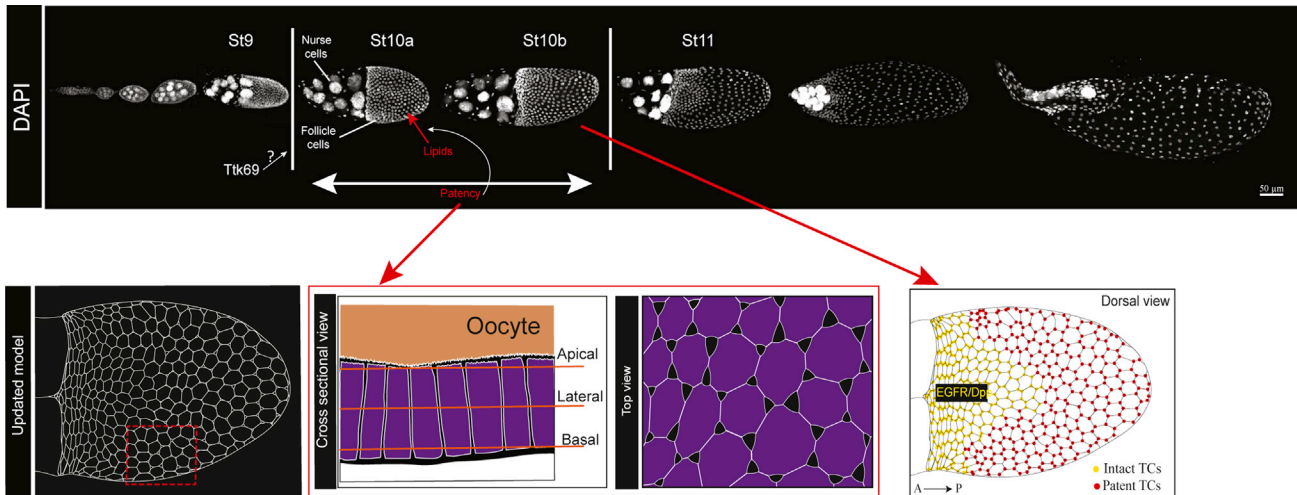 DAPI
St9
St10a
St10b
St11
Nurse
cells
Follicle
cells
Lipids
?
Ttk69
Patency
50 µm
Updated model
Cross sectional view
Oocyte
Apical
Lateral
Basal
Top view
Dorsal view
EGFR/Dp
Intact TCs
Patent TCs
A
P